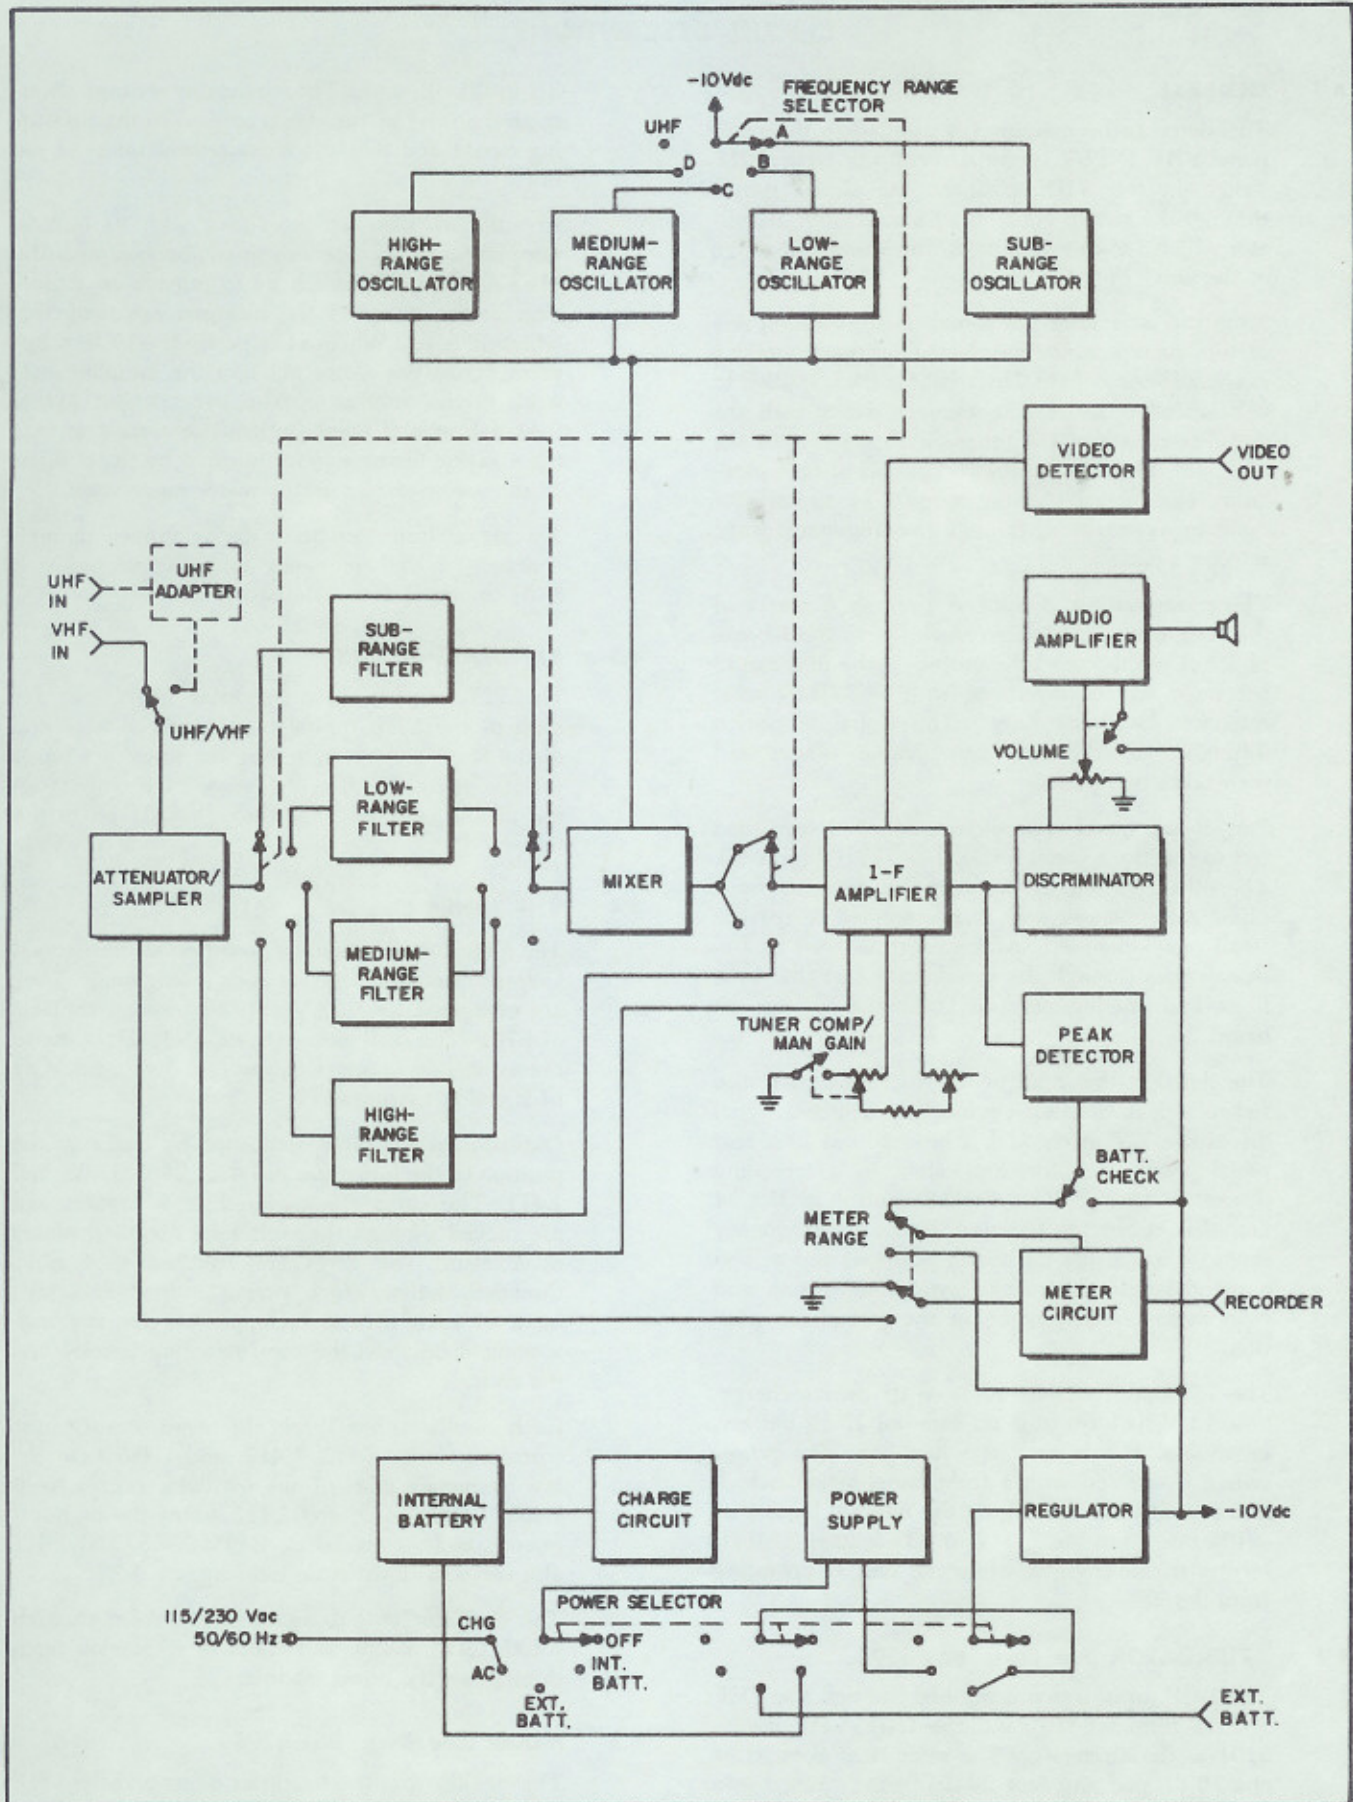 -10Vdc
FREQUENCY RANGE
SELECTOR
UHF
A
D
B
C
HIGH-
RANGE
OSCILLATOR
MEDIUM-
RANGE
OSCILLATOR
LOW-
RANGE
OSCILLATOR
SUB-
RANGE
OSCILLATOR
VIDEO
DETECTOR
VIDEO
OUT
UHF
IN
UHF
ADAPTER
VHF
IN
UHF/VHF
SUB-
RANGE
FILTER
AUDIO
AMPLIFIER
VOLUME
LOW-
RANGE
FILTER
ATTENUATOR/
SAMPLER
MIXER
I-F
AMPLIFIER
DISCRIMINATOR
MEDIUM-
RANGE
FILTER
TUNER COMP/
MAN GAIN
PEAK
DETECTOR
HIGH-
RANGE
FILTER
BATT.
CHECK
METER
RANGE
METER
CIRCUIT
RECORDER
INTERNAL
BATTERY
CHARGE
CIRCUIT
POWER
SUPPLY
REGULATOR
-10Vdc
115/230 Vac
50/60 Hz
POWER SELECTOR
CHG
OFF
AC
INT.
BATT.
EXT.
BATT.
EXT.
BATT.